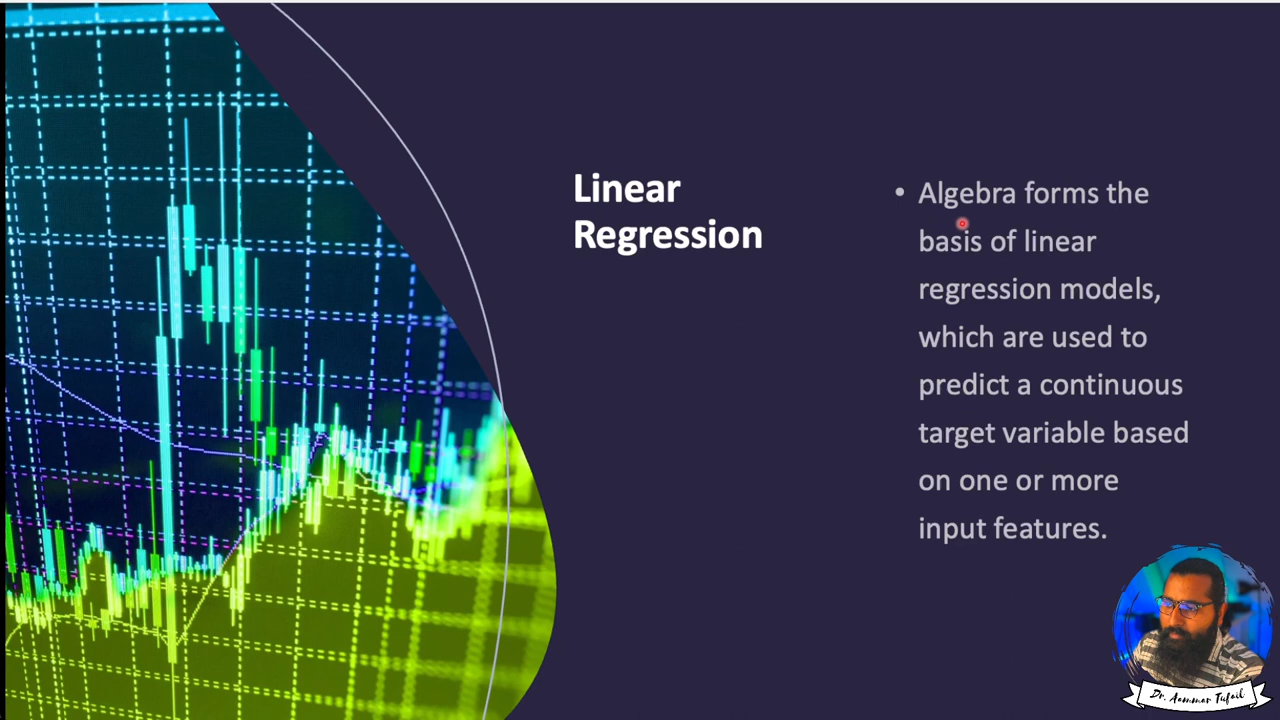 Linear
Regression
• Algebra forms the
basis of linear
regression models,
which are used to
predict a continuous
target variable based
on one or more
input features.
Dr. Aammar Tufail